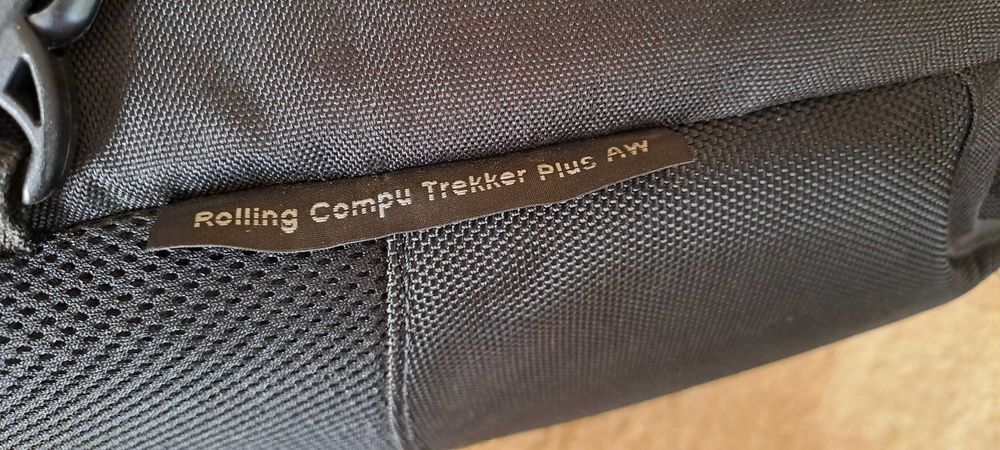 Rolling Compu Trekker Plus AW